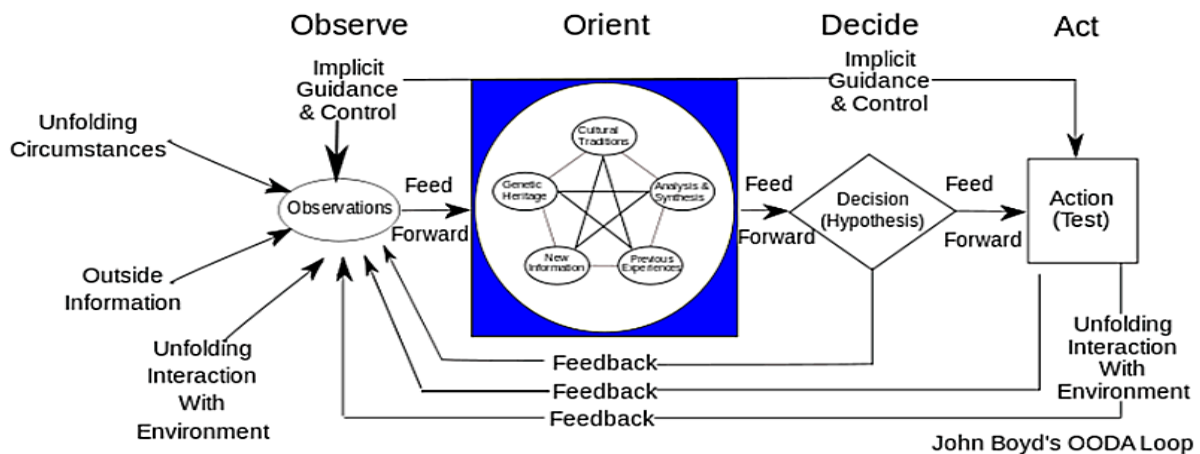 Observe
Orient
Decide
Act
Implicit
Guidance
& Control
Implicit
Guidance
& Control
Unfolding
Circumstances
Observations
Feed
Forward
Cultural
Traditions
Genetic
Heritage
Analysis &
Synthesis
New
Information
Previous
Experiences
Feed
Forward
Decision
(Hypothesis)
Feed
Forward
Action
(Test)
Outside
Information
Unfolding
Interaction
With
Environment
Unfolding
Interaction
With
Environment
Feedback
Feedback
Feedback
John Boyd's OODA Loop